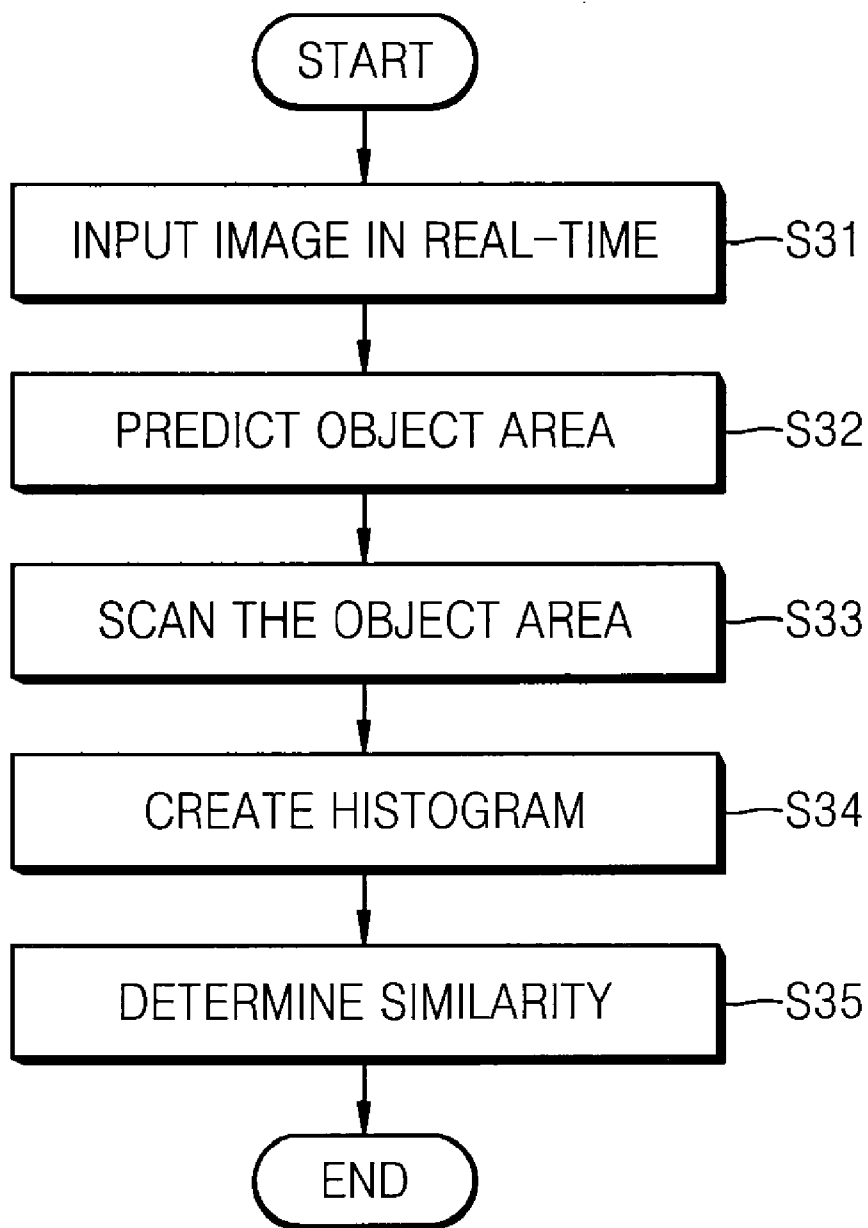 START
INPUT IMAGE IN REAL-TIME S31
PREDICT OBJECT AREA S32
SCAN THE OBJECT AREA S33
CREATE HISTOGRAM S34
DETERMINE SIMILARITY S35
END